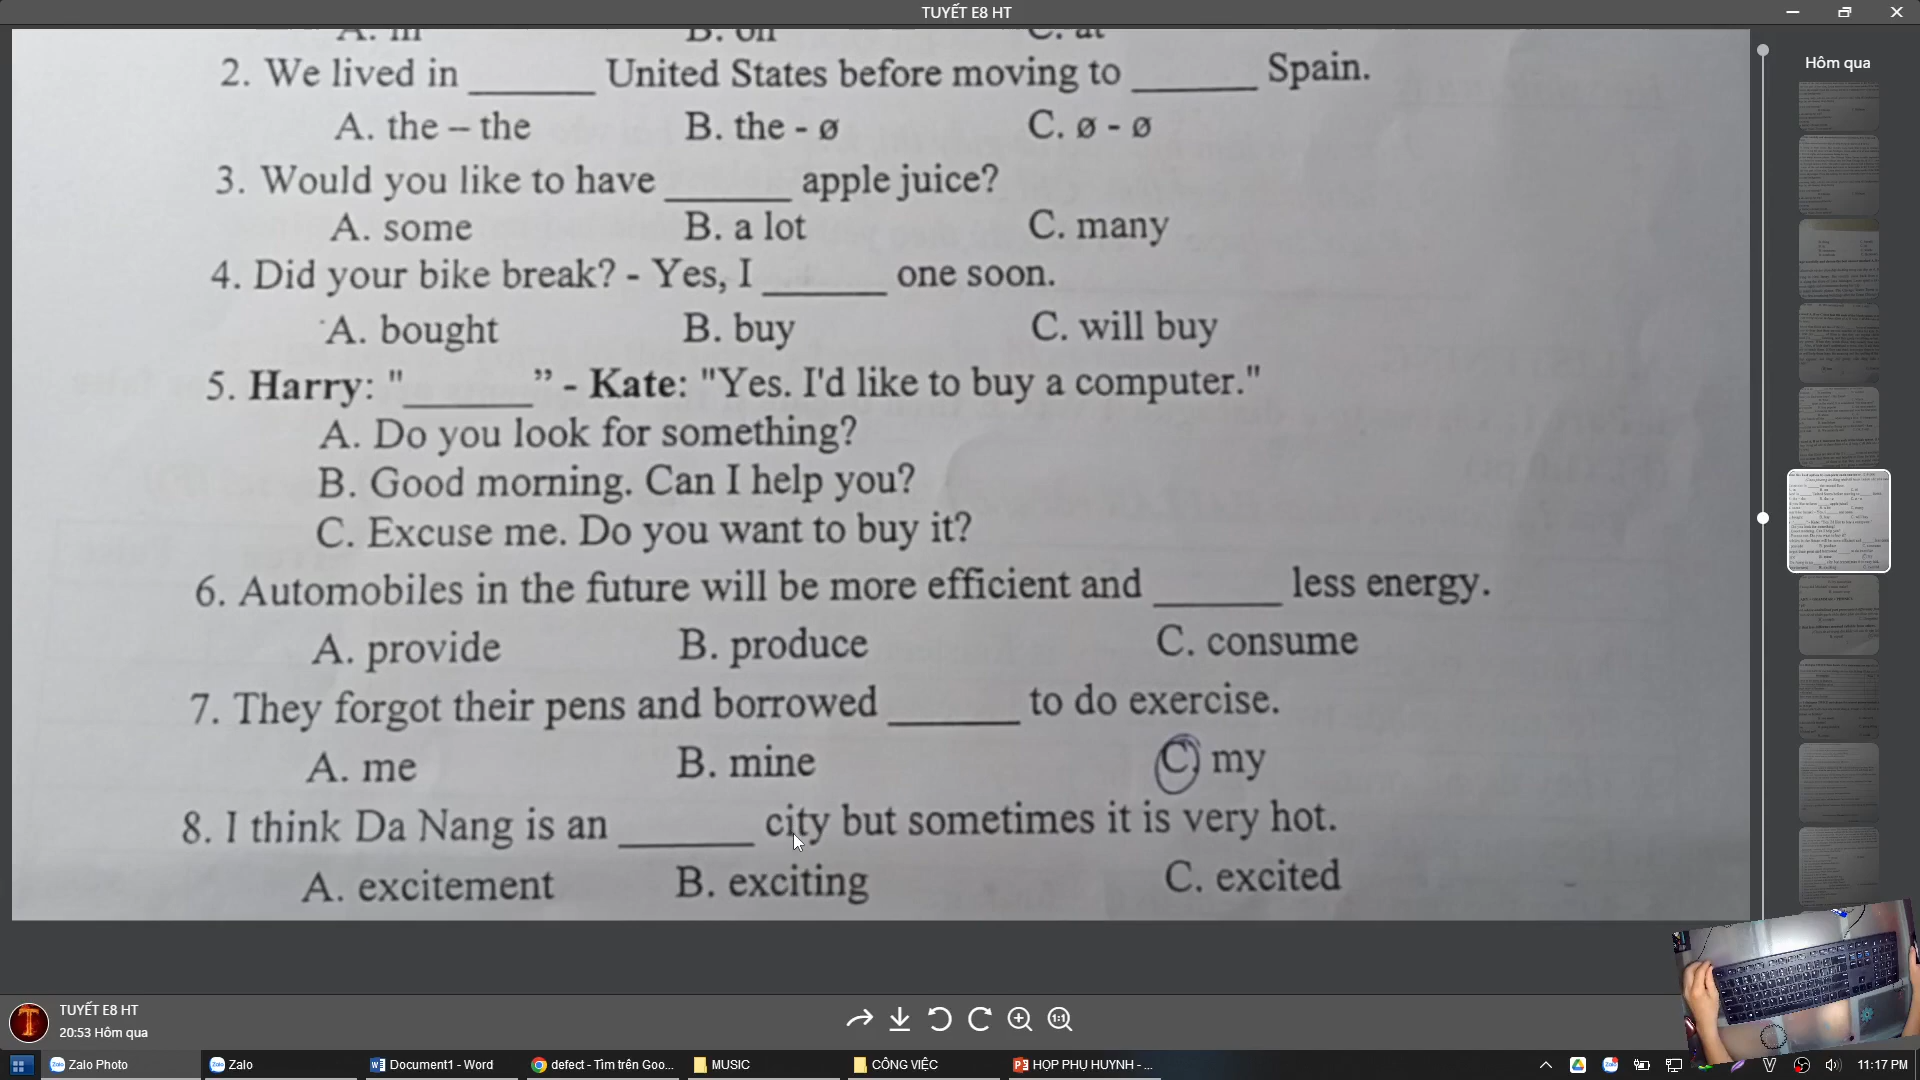 TUYẾT E8 HT
Hôm qua
A. in B. on C. at
2. We lived in ______ United States before moving to ______ Spain.
A. the – the B. the - ø C. ø - ø
3. Would you like to have ______ apple juice?
A. some B. a lot C. many
4. Did your bike break? - Yes, I ______ one soon.
A. bought B. buy C. will buy
5. Harry: "______” - Kate: "Yes. I'd like to buy a computer."
A. Do you look for something?
B. Good morning. Can I help you?
C. Excuse me. Do you want to buy it?
6. Automobiles in the future will be more efficient and ______ less energy.
A. provide B. produce C. consume
7. They forgot their pens and borrowed ______ to do exercise.
A. me B. mine C. my
8. I think Da Nang is an ______ city but sometimes it is very hot.
A. excitement B. exciting C. excited
TUYẾT E8 HT
20:53 Hôm qua
1:1
Zalo Photo Zalo Document1 - Word defect - Tìm trên Goo... MUSIC CÔNG VIỆC HỌP PHỤ HUYNH - ... 11:17 PM